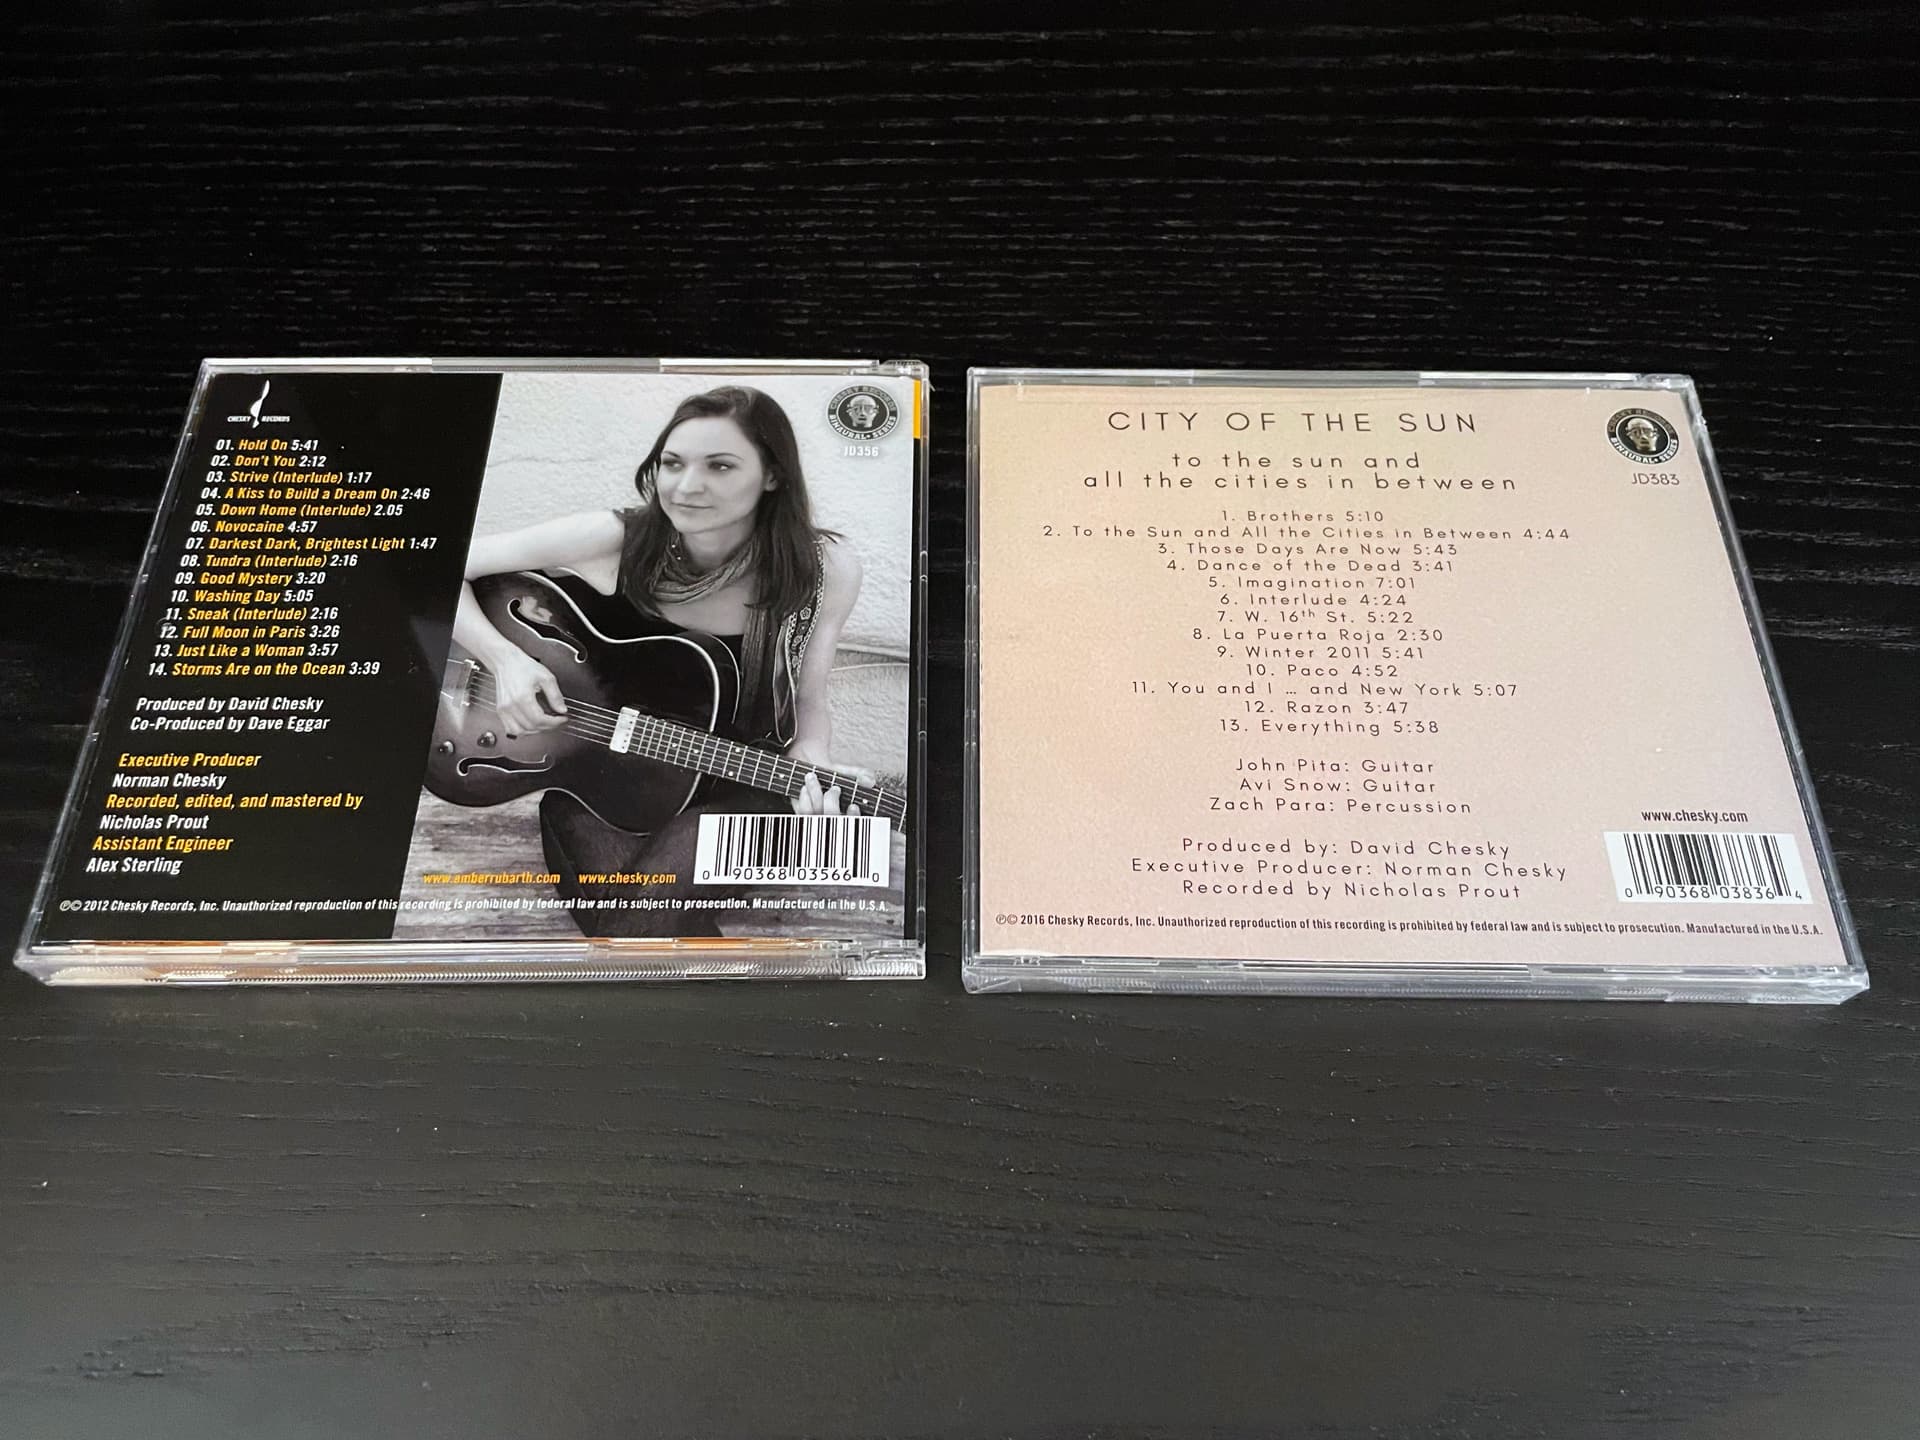 CHESKY RECORDS
01. Hold On 5:41
02. Don't You 2:12
03. Strive (Interlude) 1:17
04. A Kiss to Build a Dream On 2:46
05. Down Home (Interlude) 2.05
06. Novocaine 4:57
07. Darkest Dark, Brightest Light 1:47
08. Tundra (Interlude) 2:16
09. Good Mystery 3:20
10. Washing Day 5:05
11. Sneak (Interlude) 2:16
12. Full Moon in Paris 3:26
13. Just Like a Woman 3:57
14. Storms Are on the Ocean 3:39
Produced by David Chesky
Co-Produced by Dave Eggar
Executive Producer
Norman Chesky
Recorded, edited, and mastered by
Nicholas Prout
Assistant Engineer
Alex Sterling
CHESKY RECORDS
BINAURAL+ SERIES
JD356
www.amberrubarth.com www.chesky.com
0 90368 03566 0
℗© 2012 Chesky Records, Inc. Unauthorized reproduction of this recording is prohibited by federal law and is subject to prosecution. Manufactured in the U.S.A.
CITY OF THE SUN
to the sun and
all the cities in between
CHESKY RECORDS
BINAURAL+ SERIES
JD383
1. Brothers 5:10
2. To the Sun and All the Cities in Between 4:44
3. Those Days Are Now 5:43
4. Dance of the Dead 3:41
5. Imagination 7:01
6. Interlude 4:24
7. W. 16th St. 5:22
8. La Puerta Roja 2:30
9. Winter 2011 5:41
10. Paco 4:52
11. You and I … and New York 5:07
12. Razon 3:47
13. Everything 5:38
John Pita: Guitar
Avi Snow: Guitar
Zach Para: Percussion
Produced by: David Chesky
Executive Producer: Norman Chesky
Recorded by Nicholas Prout
www.chesky.com
0 90368 03836 4
℗© 2016 Chesky Records, Inc. Unauthorized reproduction of this recording is prohibited by federal law and is subject to prosecution. Manufactured in the U.S.A.